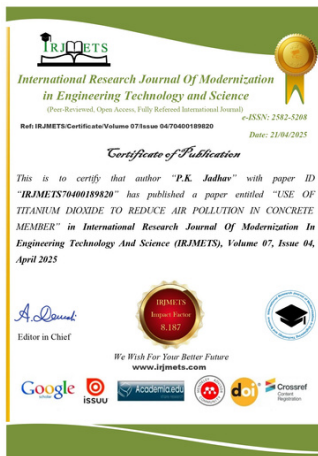 IRJMETS
International Research Journal Of Modernization
in Engineering Technology and Science
(Peer-Reviewed, Open Access, Fully Refereed International Journal)
e-ISSN: 2582-5208
Ref: IRJMETS/Certificate/Volume 07/Issue 04/70400189820
Date: 21/04/2025
Certificate of Publication
This is to certify that author "P.K. Jadhav" with paper ID
"IRJMETS70400189820" has published a paper entitled "USE OF
TITANIUM DIOXIDE TO REDUCE AIR POLLUTION IN CONCRETE
MEMBER" in International Research Journal Of Modernization In
Engineering Technology And Science (IRJMETS), Volume 07, Issue 04,
April 2025
A. Denudi
IRJMETS
Impact Factor
8.187
Editor in Chief
We Wish For Your Better Future
www.irjmets.com
Google
scholar
issuu
Academia.edu
doi
Crossref
Content
Registration